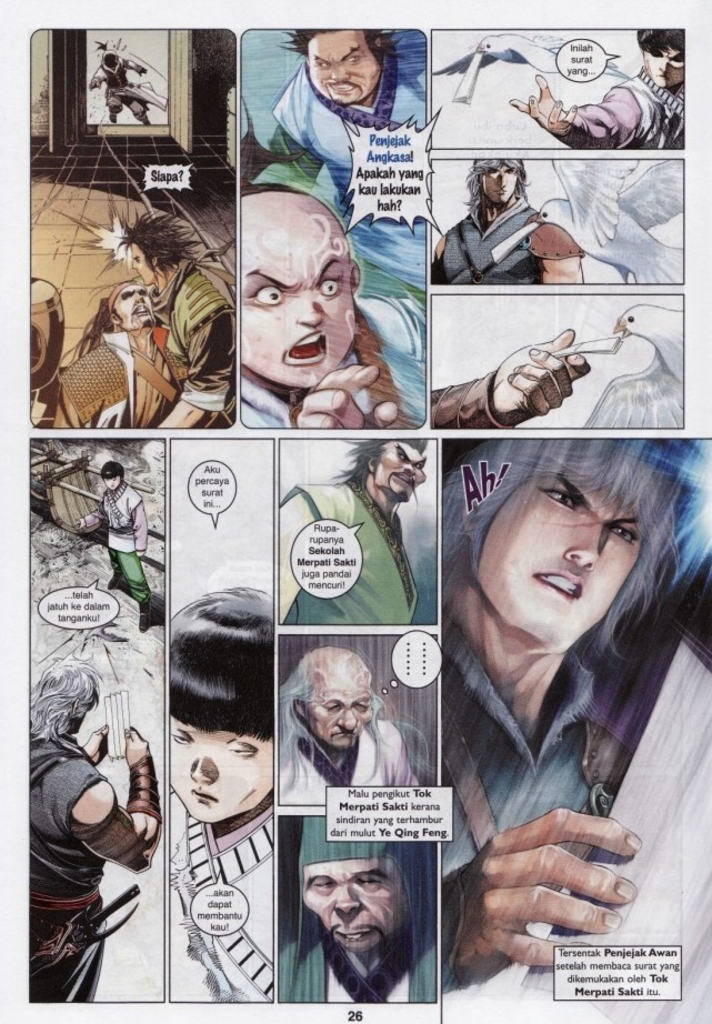 Siapa?
Penjejak
Angkasa!
Apakah yang
kau lakukan
hah?
Inilah
surat
yang...
...telah
jatuh ke dalam
tanganku!
Aku
percaya
surat
ini...
...akan
dapat
membantu
kau!
Rupa-
rupanya
Sekolah
Merpati Sakti
juga pandai
mencuri!
......
Malu pengikut Tok
Merpati Sakti kerana
sindiran yang terhambur
dari mulut Ye Qing Feng.
Ah!
Tersentak Penjejak Awan
setelah membaca surat yang
dikemukakan oleh Tok
Merpati Sakti itu.
26